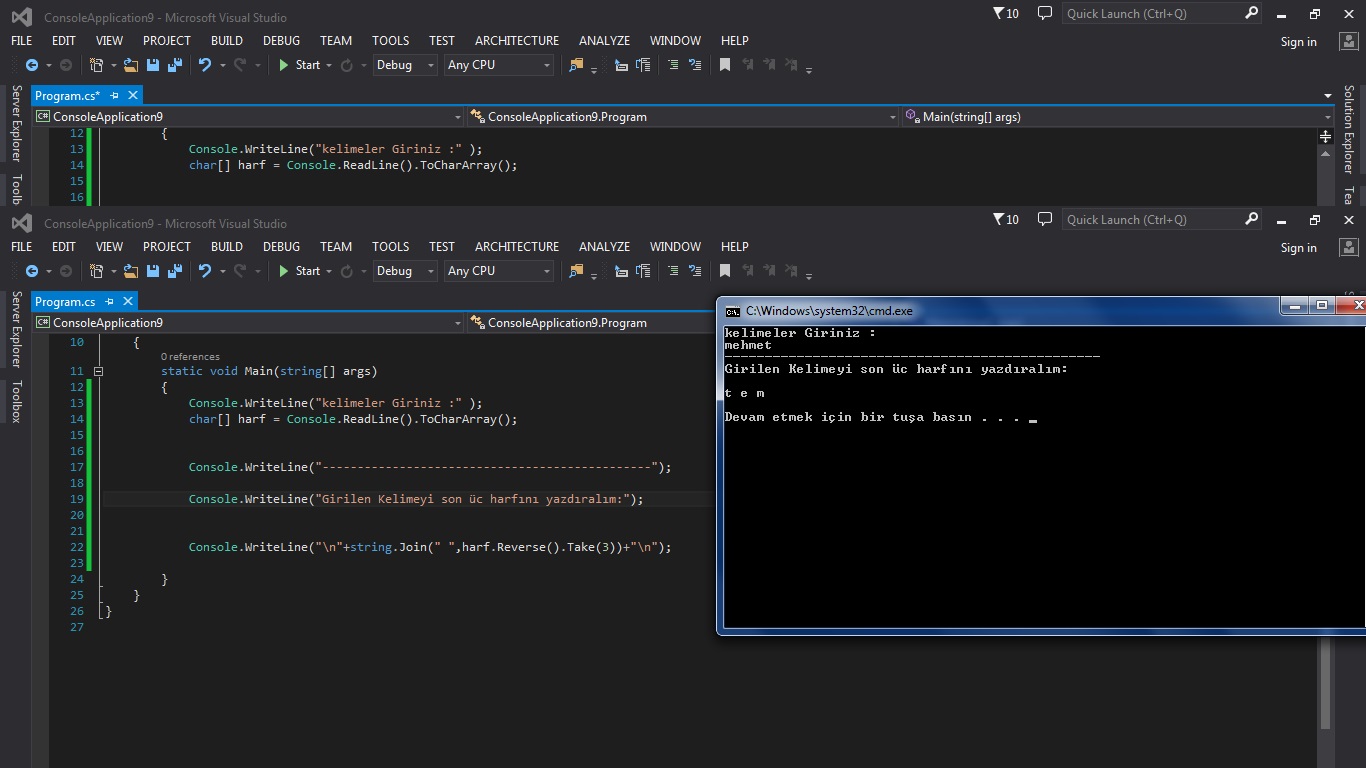 ConsoleApplication9 - Microsoft Visual Studio
10
Quick Launch (Ctrl+Q)
FILE EDIT VIEW PROJECT BUILD DEBUG TEAM TOOLS TEST ARCHITECTURE ANALYZE WINDOW HELP
Sign in
Start Debug Any CPU
Server Explorer
Toolb
Solution Explorer
Tea
Program.cs*
ConsoleApplication9 ConsoleApplication9.Program Main(string[] args)
12 {
13 Console.WriteLine("kelimeler Giriniz :" );
14 char[] harf = Console.ReadLine().ToCharArray();
15
16
ConsoleApplication9 - Microsoft Visual Studio
10
Quick Launch (Ctrl+Q)
FILE EDIT VIEW PROJECT BUILD DEBUG TEAM TOOLS TEST ARCHITECTURE ANALYZE WINDOW HELP
Sign in
Start Debug Any CPU
Server Explorer
Toolbox
Program.cs
ConsoleApplication9 ConsoleApplication9.Program
10 {
0 references
11 static void Main(string[] args)
12 {
13 Console.WriteLine("kelimeler Giriniz :" );
14 char[] harf = Console.ReadLine().ToCharArray();
15
16
17 Console.WriteLine("-----------------------------------------------");
18
19 Console.WriteLine("Girilen Kelimeyi son üc harfını yazdıralım:");
20
21
22 Console.WriteLine("\n"+string.Join(" ",harf.Reverse().Take(3))+"\n");
23
24 }
25 }
26 }
27
C:\Windows\system32\cmd.exe
kelimeler Giriniz :
mehmet
-----------------------------------------------
Girilen Kelimeyi son üc harfını yazdıralım:
t e m
Devam etmek için bir tuşa basın . . .